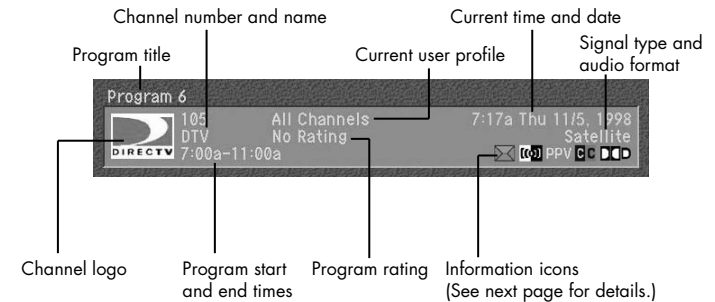 Channel number and name
Current time and date
Program title
Current user profile
Signal type and
audio format
Program 6
105
All Channels
7:17a Thu 11/5, 1998
DTV
No Rating
Satellite
DIRECTV
7:00a-11:00a
PPV CC
Channel logo
Program start
and end times
Program rating
Information icons
(See next page for details.)